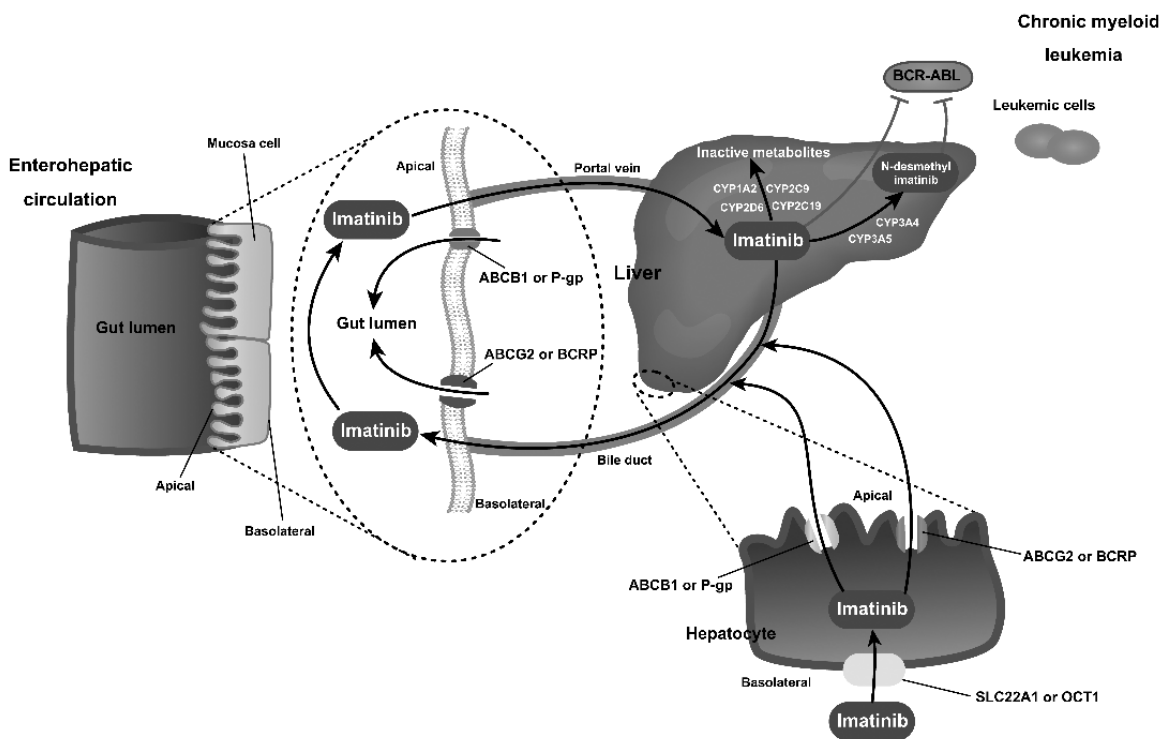 Chronic myeloid
leukemia
BCR-ABL
Leukemic cells
Mucosa cell
Enterohepatic
circulation
Apical
Portal vein
Inactive metabolites
N-desmethyl
imatinib
CYP1A2 CYP2C9
CYP2D6 CYP2C19
CYP3A4
CYP3A5
Imatinib
Imatinib
Liver
ABCB1 or P-gp
Gut lumen
Gut lumen
ABCG2 or BCRP
Imatinib
Bile duct
Apical
Basolateral
Basolateral
Apical
ABCG2 or BCRP
ABCB1 or P-gp
Imatinib
Hepatocyte
Basolateral
SLC22A1 or OCT1
Imatinib